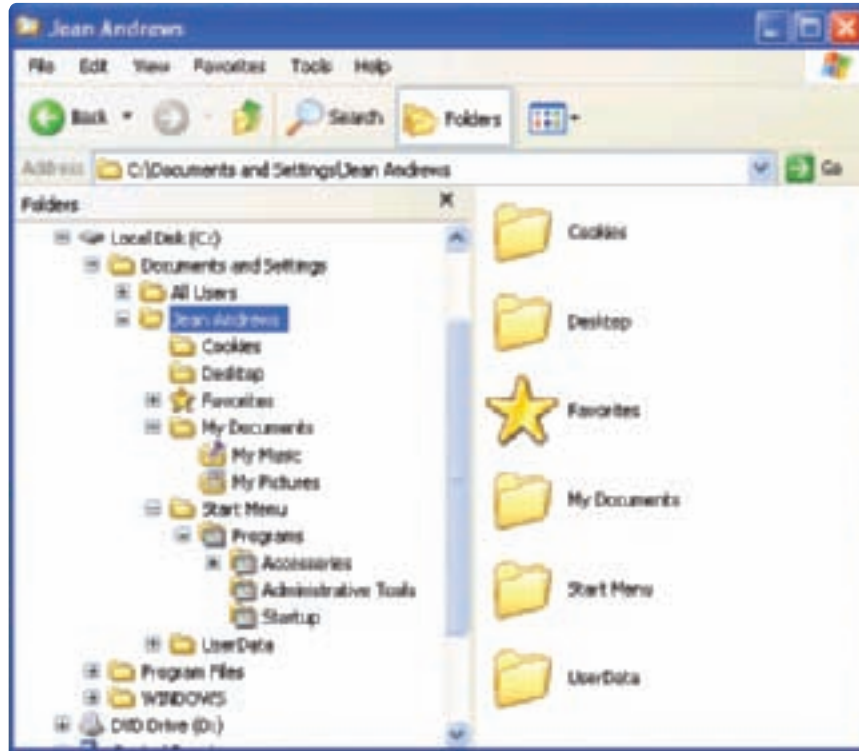 Jean Andrews
File Edit View Favorites Tools Help
Back Search Folders
Address C:\Documents and Settings\Jean Andrews Go
Folders
Local Disk (C:)
Documents and Settings
All Users
Jean Andrews
Cookies
Desktop
Favorites
My Documents
My Music
My Pictures
Start Menu
Programs
Accessories
Administrative Tools
Startup
UserData
Program Files
WINDOWS
DVD Drive (D:)
Cookies
Desktop
Favorites
My Documents
Start Menu
UserData